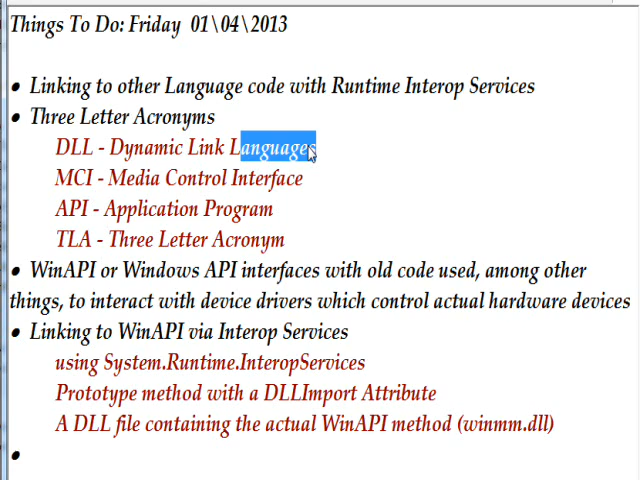 Things To Do: Friday 01\04\2013
• Linking to other Language code with Runtime Interop Services
• Three Letter Acronyms
DLL - Dynamic Link Languages
MCI - Media Control Interface
API - Application Program
TLA - Three Letter Acronym
• WinAPI or Windows API interfaces with old code used, among other
things, to interact with device drivers which control actual hardware devices
• Linking to WinAPI via Interop Services
using System.Runtime.InteropServices
Prototype method with a DLLImport Attribute
A DLL file containing the actual WinAPI method (winmm.dll)
•